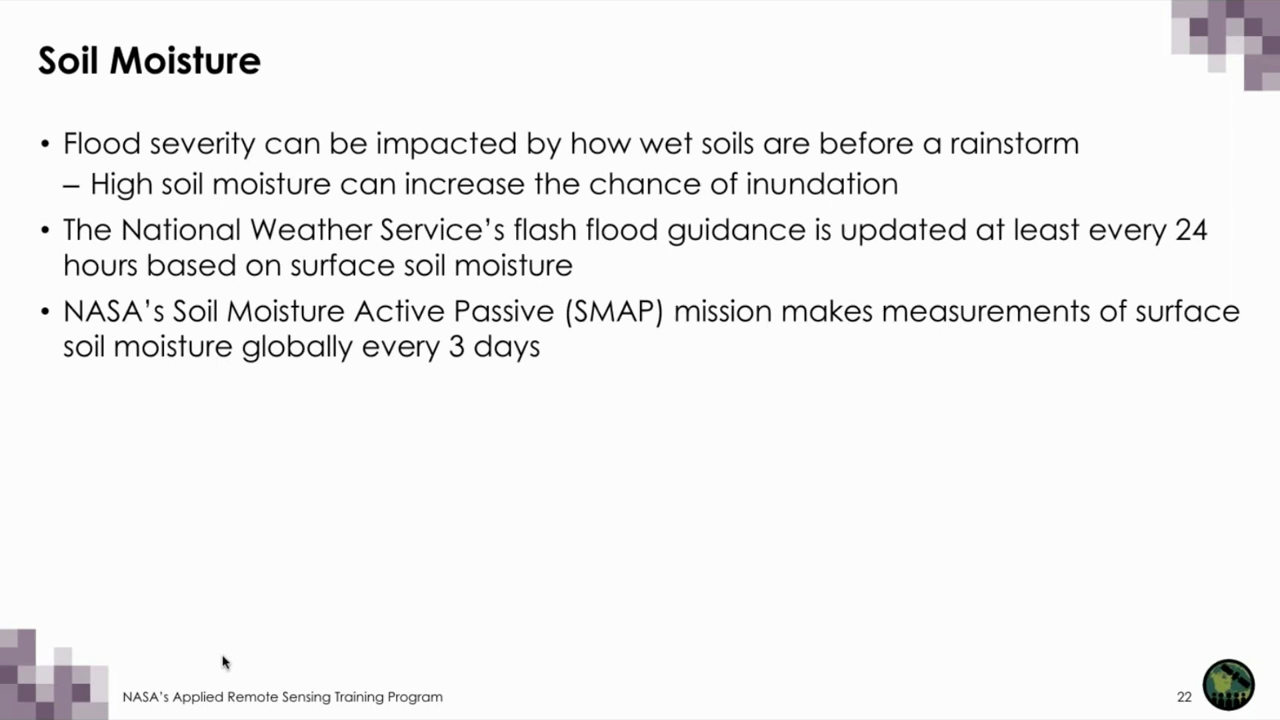 Soil Moisture
• Flood severity can be impacted by how wet soils are before a rainstorm
– High soil moisture can increase the chance of inundation
• The National Weather Service’s flash flood guidance is updated at least every 24
hours based on surface soil moisture
• NASA’s Soil Moisture Active Passive (SMAP) mission makes measurements of surface
soil moisture globally every 3 days
NASA’s Applied Remote Sensing Training Program
22